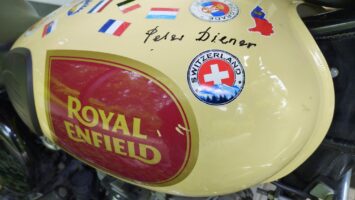 Peter Diener
SWITZERLAND
ROYAL
ENFIELD